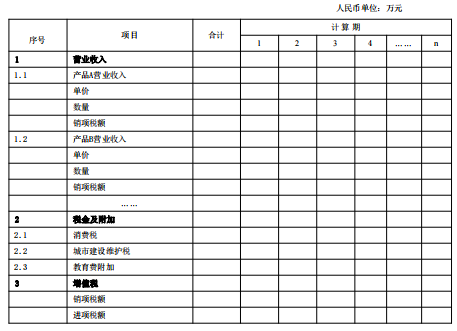 人民币单位：万元
序号 项目 合计 计算期
1 2 3 4 …… n
1 营业收入
1.1 产品A营业收入
单价
数量
销项税额
1.2 产品B营业收入
单价
数量
销项税额
……
2 税金及附加
2.1 消费税
2.2 城市建设维护税
2.3 教育费附加
3 增值税
销项税额
进项税额